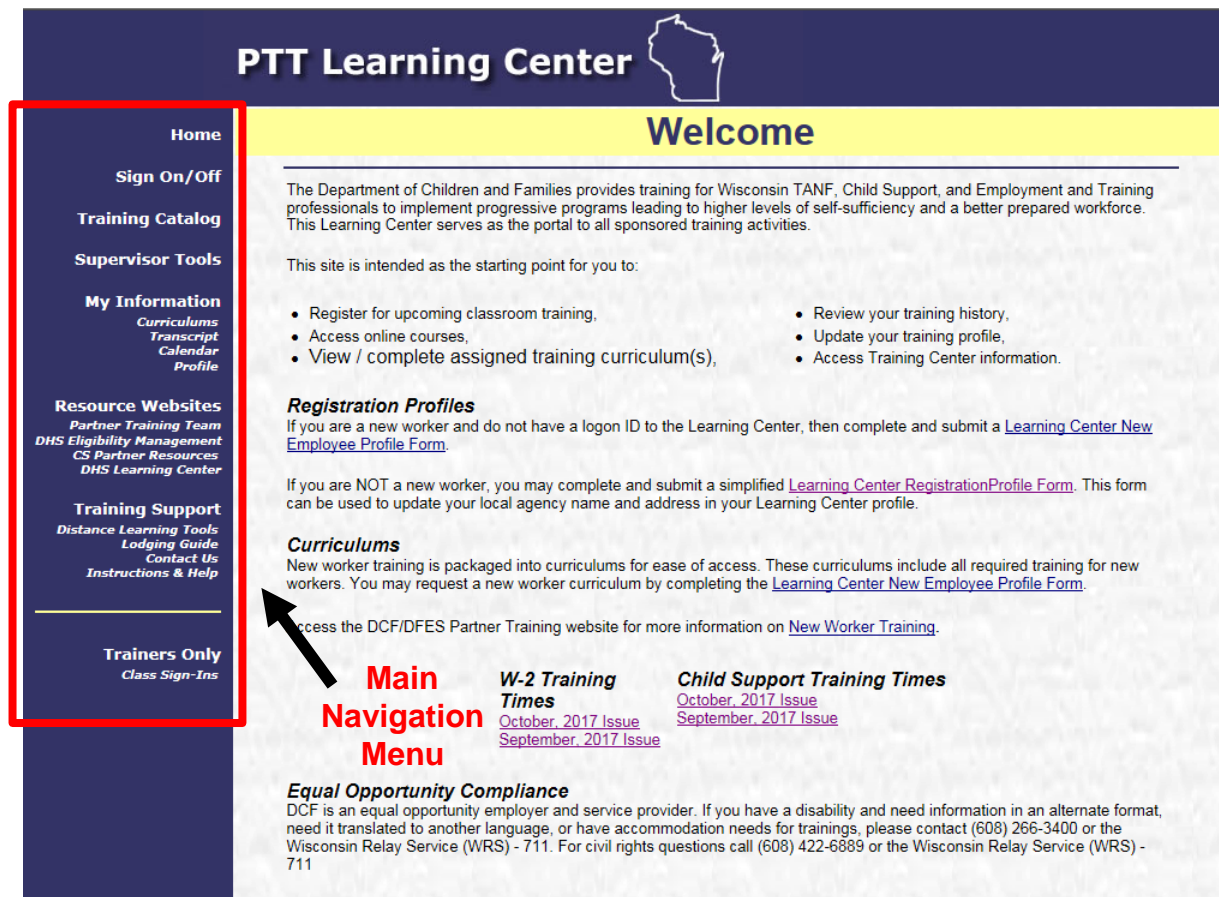 PTT Learning Center
Home
Sign On/Off
Training Catalog
Supervisor Tools
My Information
Curriculums
Transcript
Calendar
Profile
Resource Websites
Partner Training Team
DHS Eligibility Management
CS Partner Resources
DHS Learning Center
Training Support
Distance Learning Tools
Lodging Guide
Contact Us
Instructions & Help
Trainers Only
Class Sign-Ins
Welcome
The Department of Children and Families provides training for Wisconsin TANF, Child Support, and Employment and Training
professionals to implement progressive programs leading to higher levels of self-sufficiency and a better prepared workforce.
This Learning Center serves as the portal to all sponsored training activities.
This site is intended as the starting point for you to:
• Register for upcoming classroom training,
• Access online courses,
• View / complete assigned training curriculum(s),
• Review your training history,
• Update your training profile,
• Access Training Center information.
Registration Profiles
If you are a new worker and do not have a logon ID to the Learning Center, then complete and submit a Learning Center New
Employee Profile Form.
If you are NOT a new worker, you may complete and submit a simplified Learning Center RegistrationProfile Form. This form
can be used to update your local agency name and address in your Learning Center profile.
Curriculums
New worker training is packaged into curriculums for ease of access. These curriculums include all required training for new
workers. You may request a new worker curriculum by completing the Learning Center New Employee Profile Form.
Access the DCF/DFES Partner Training website for more information on New Worker Training.
Main
Navigation
Menu
W-2 Training
Times
October, 2017 Issue
September, 2017 Issue
Child Support Training Times
October, 2017 Issue
September, 2017 Issue
Equal Opportunity Compliance
DCF is an equal opportunity employer and service provider. If you have a disability and need information in an alternate format,
need it translated to another language, or have accommodation needs for trainings, please contact (608) 266-3400 or the
Wisconsin Relay Service (WRS) - 711. For civil rights questions call (608) 422-6889 or the Wisconsin Relay Service (WRS) -
711